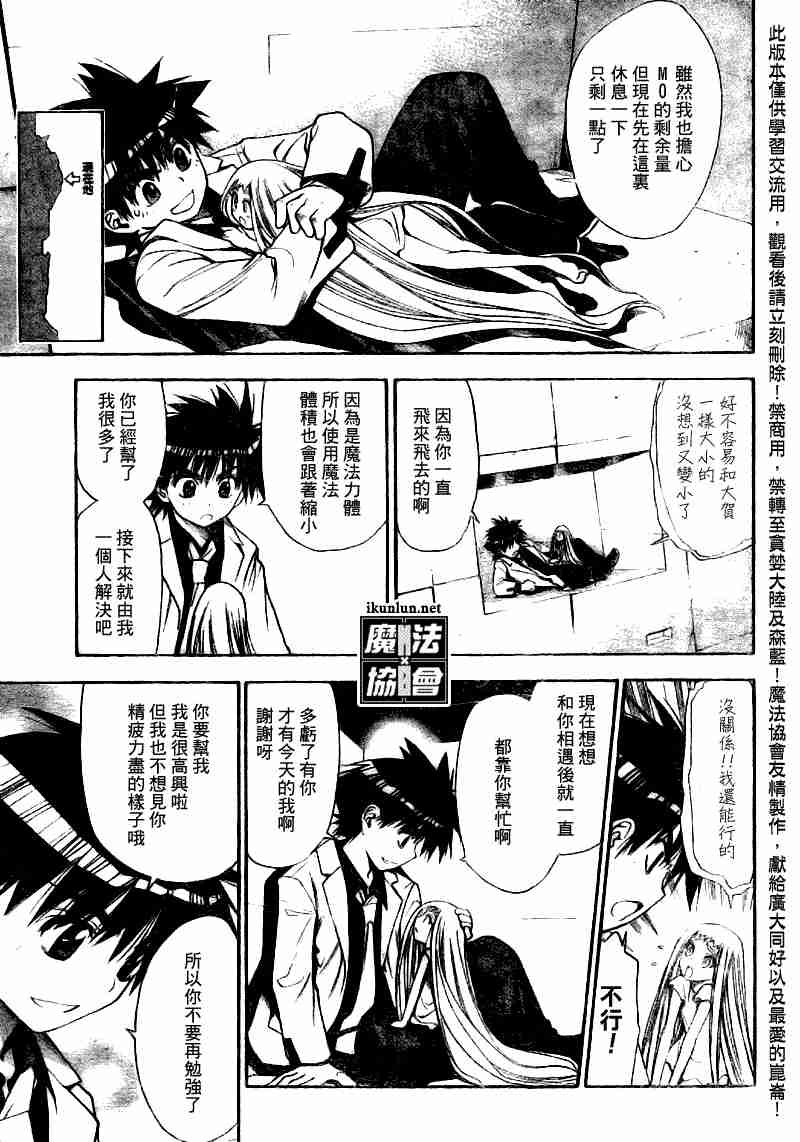 雖然我也擔心
MO的剩余量
但現在先在這裏
休息一下
只剩一點了
現在地
好不容易和大賀
一樣大小的
沒想到又變小了
因為你一直
飛來飛去的啊
因為是魔法力體
所以使用魔法
體積也會跟著縮小
你已經幫了
我很多了
接下來就由我
一個人解決吧
ikunlun.net
魔法
協會
沒關係!!我還能行的
不行!
現在想想
和你相遇後就一直
都靠你幫忙啊
多虧了有你
才有今天的我啊
謝謝呀
你要幫我
我是很高興啦
但我也不想見你
精疲力盡的樣子哦
所以你不要再勉強了
此版本僅供學習交流用，觀看後請立刻刪除！禁商用，禁轉至貪婪大陸及森藍！魔法協會友情製作，獻給廣大同好以及最愛的崑崙！